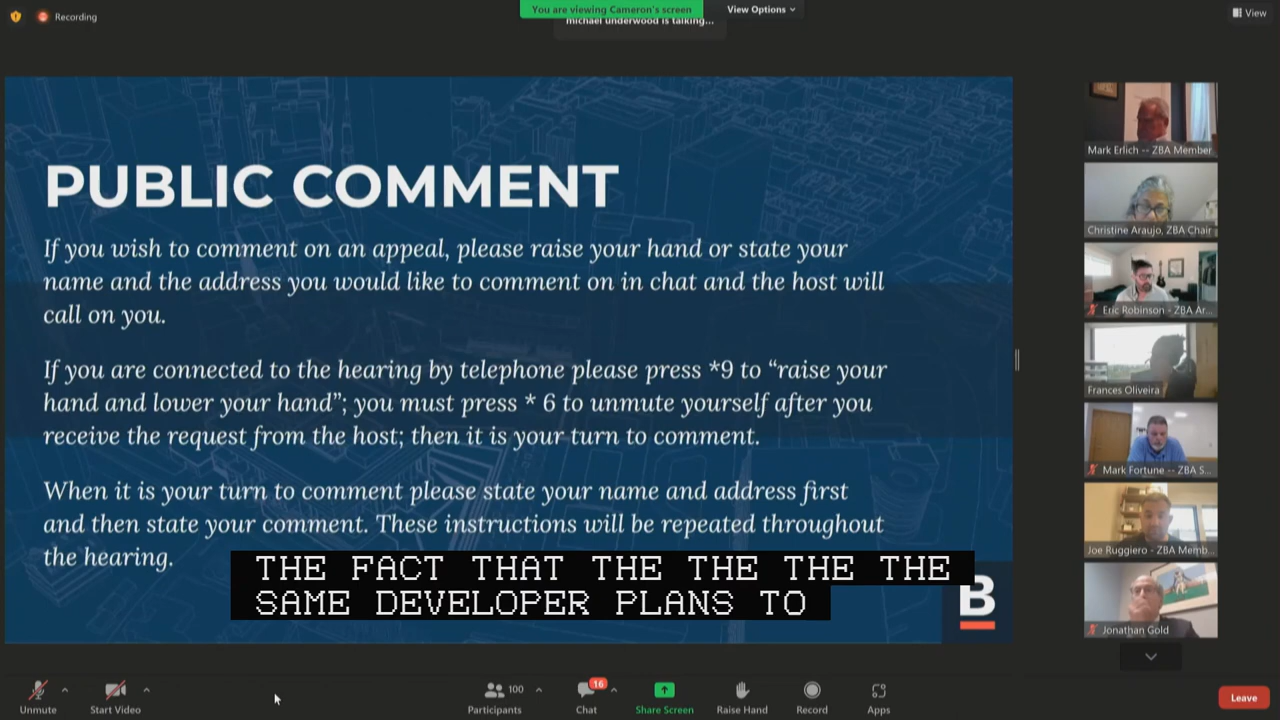 Recording
You are viewing Cameron's screen
View Options
michael underwood is talking...
View
PUBLIC COMMENT
If you wish to comment on an appeal, please raise your hand or state your
name and the address you would like to comment on in chat and the host will
call on you.
If you are connected to the hearing by telephone please press *9 to “raise your
hand and lower your hand”; you must press * 6 to unmute yourself after you
receive the request from the host; then it is your turn to comment.
When it is your turn to comment please state your name and address first
and then state your comment. These instructions will be repeated throughout
the hearing.
THE FACT THAT THE THE THE THE
SAME DEVELOPER PLANS TO
B
Mark Erlich -- ZBA Member
Christine Araujo, ZBA Chair
Eric Robinson - ZBA Ar...
Frances Oliveira
Mark Fortune -- ZBA S...
Joe Ruggiero - ZBA Memb...
Jonathan Gold
Unmute
Start Video
100
Participants
16
Chat
Share Screen
Raise Hand
Record
Apps
Leave